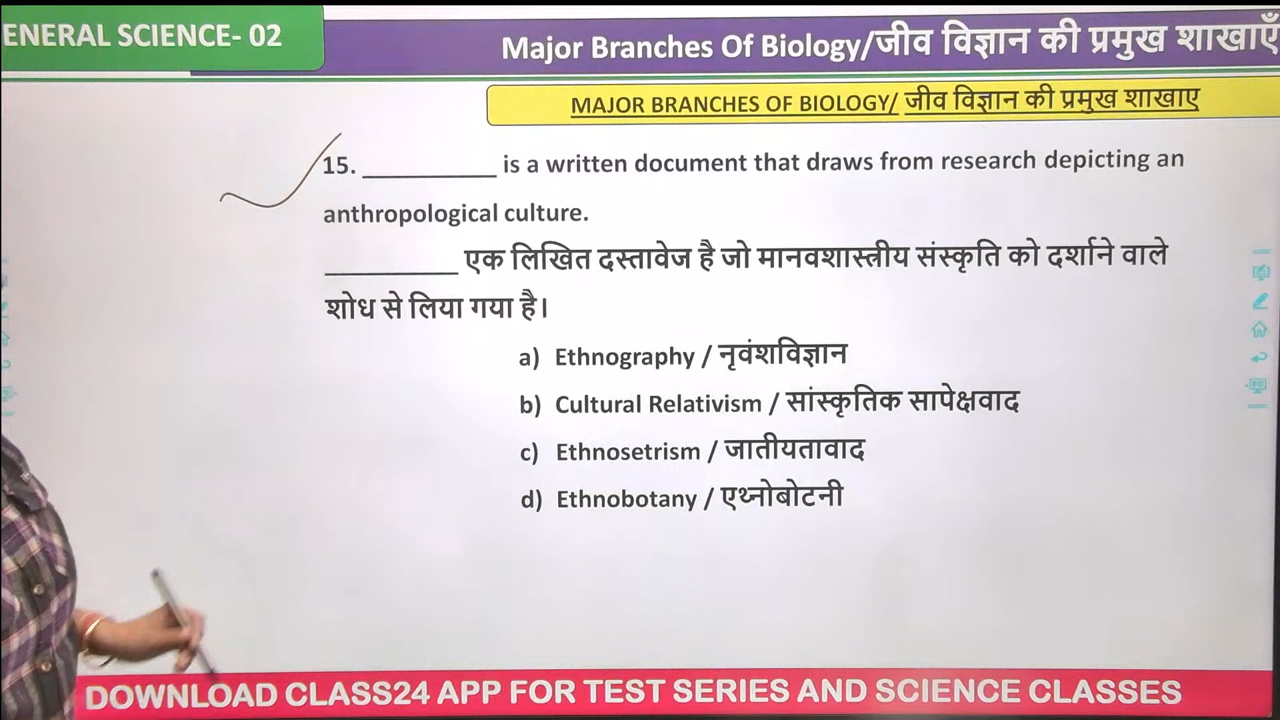 ENERAL SCIENCE- 02
Major Branches Of Biology/जीव विज्ञान की प्रमुख शाखाएँ
MAJOR BRANCHES OF BIOLOGY/ जीव विज्ञान की प्रमुख शाखाए
15. __________ is a written document that draws from research depicting an
anthropological culture.
__________ एक लिखित दस्तावेज है जो मानवशास्त्रीय संस्कृति को दर्शाने वाले
शोध से लिया गया है।
a) Ethnography / नृवंशविज्ञान
b) Cultural Relativism / सांस्कृतिक सापेक्षवाद
c) Ethnosetrism / जातीयतावाद
d) Ethnobotany / एथ्नोबोटनी
DOWNLOAD CLASS24 APP FOR TEST SERIES AND SCIENCE CLASSES